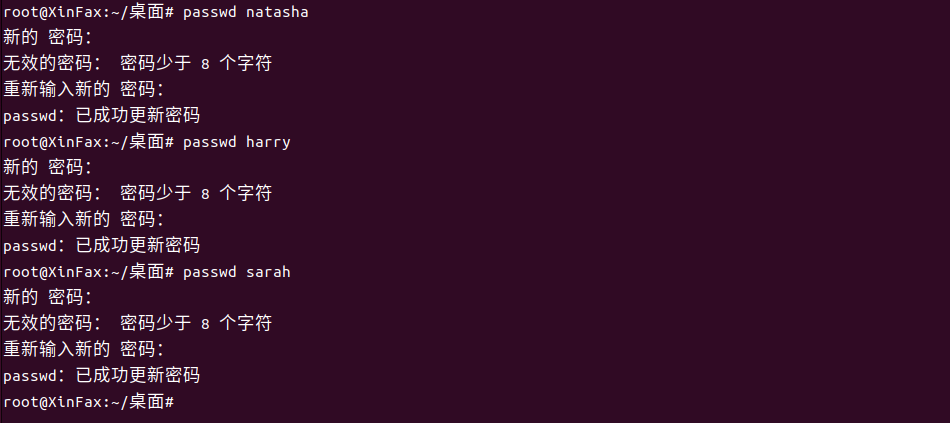 root@XinFax:~/桌面# passwd natasha
新的 密码：
无效的密码： 密码少于 8 个字符
重新输入新的 密码：
passwd：已成功更新密码
root@XinFax:~/桌面# passwd harry
新的 密码：
无效的密码： 密码少于 8 个字符
重新输入新的 密码：
passwd：已成功更新密码
root@XinFax:~/桌面# passwd sarah
新的 密码：
无效的密码： 密码少于 8 个字符
重新输入新的 密码：
passwd：已成功更新密码
root@XinFax:~/桌面#